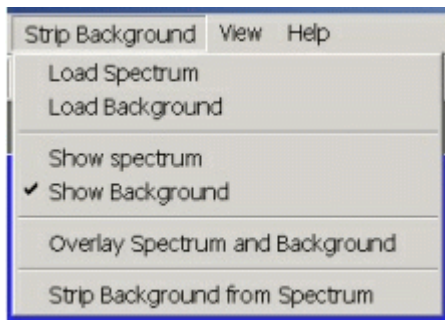 Strip Background View Help
Load Spectrum
Load Background
Show spectrum
Show Background
Overlay Spectrum and Background
Strip Background from Spectrum